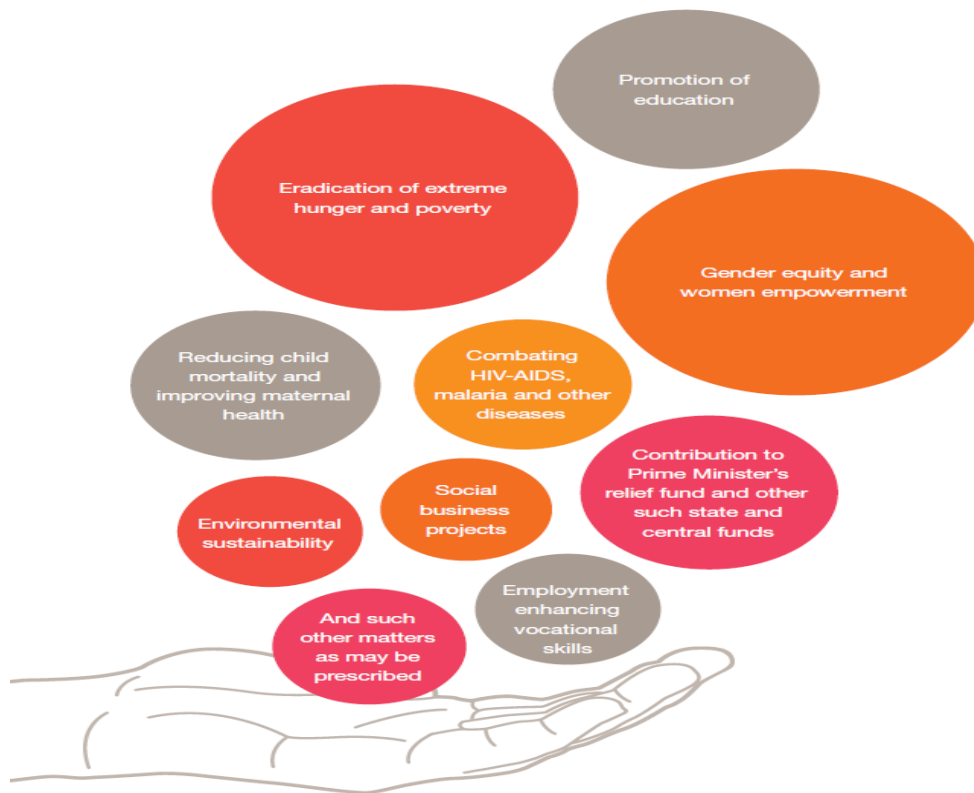 Promotion of
education
Eradication of extreme
hunger and poverty
Gender equity and
women empowerment
Reducing child
mortality and
improving maternal
health
Combating
HIV-AIDS,
malaria and other
diseases
Contribution to
Prime Minister's
relief fund and other
such state and
central funds
Social
business
projects
Environmental
sustainability
Employment
enhancing
vocational
skills
And such
other matters
as may be
prescribed